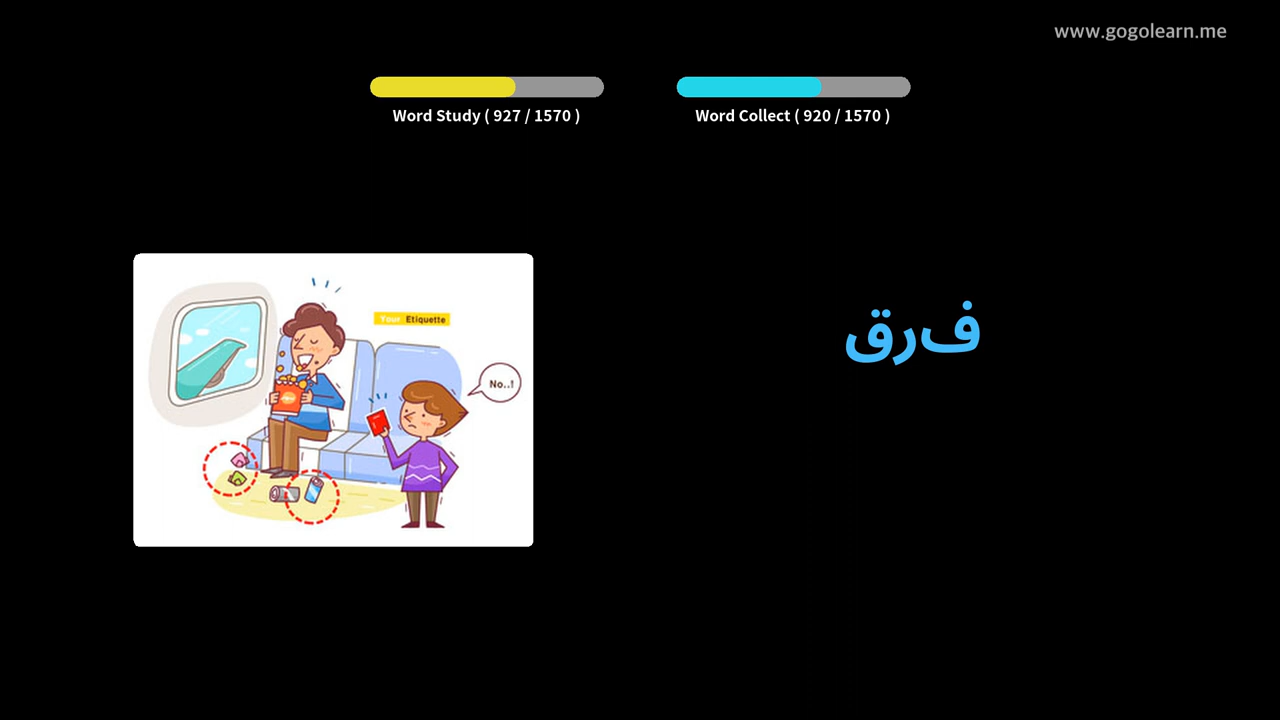 www.gogolearn.me
Word Study ( 927 / 1570 )
Word Collect ( 920 / 1570 )
Your Etiquette
No..!
فرق